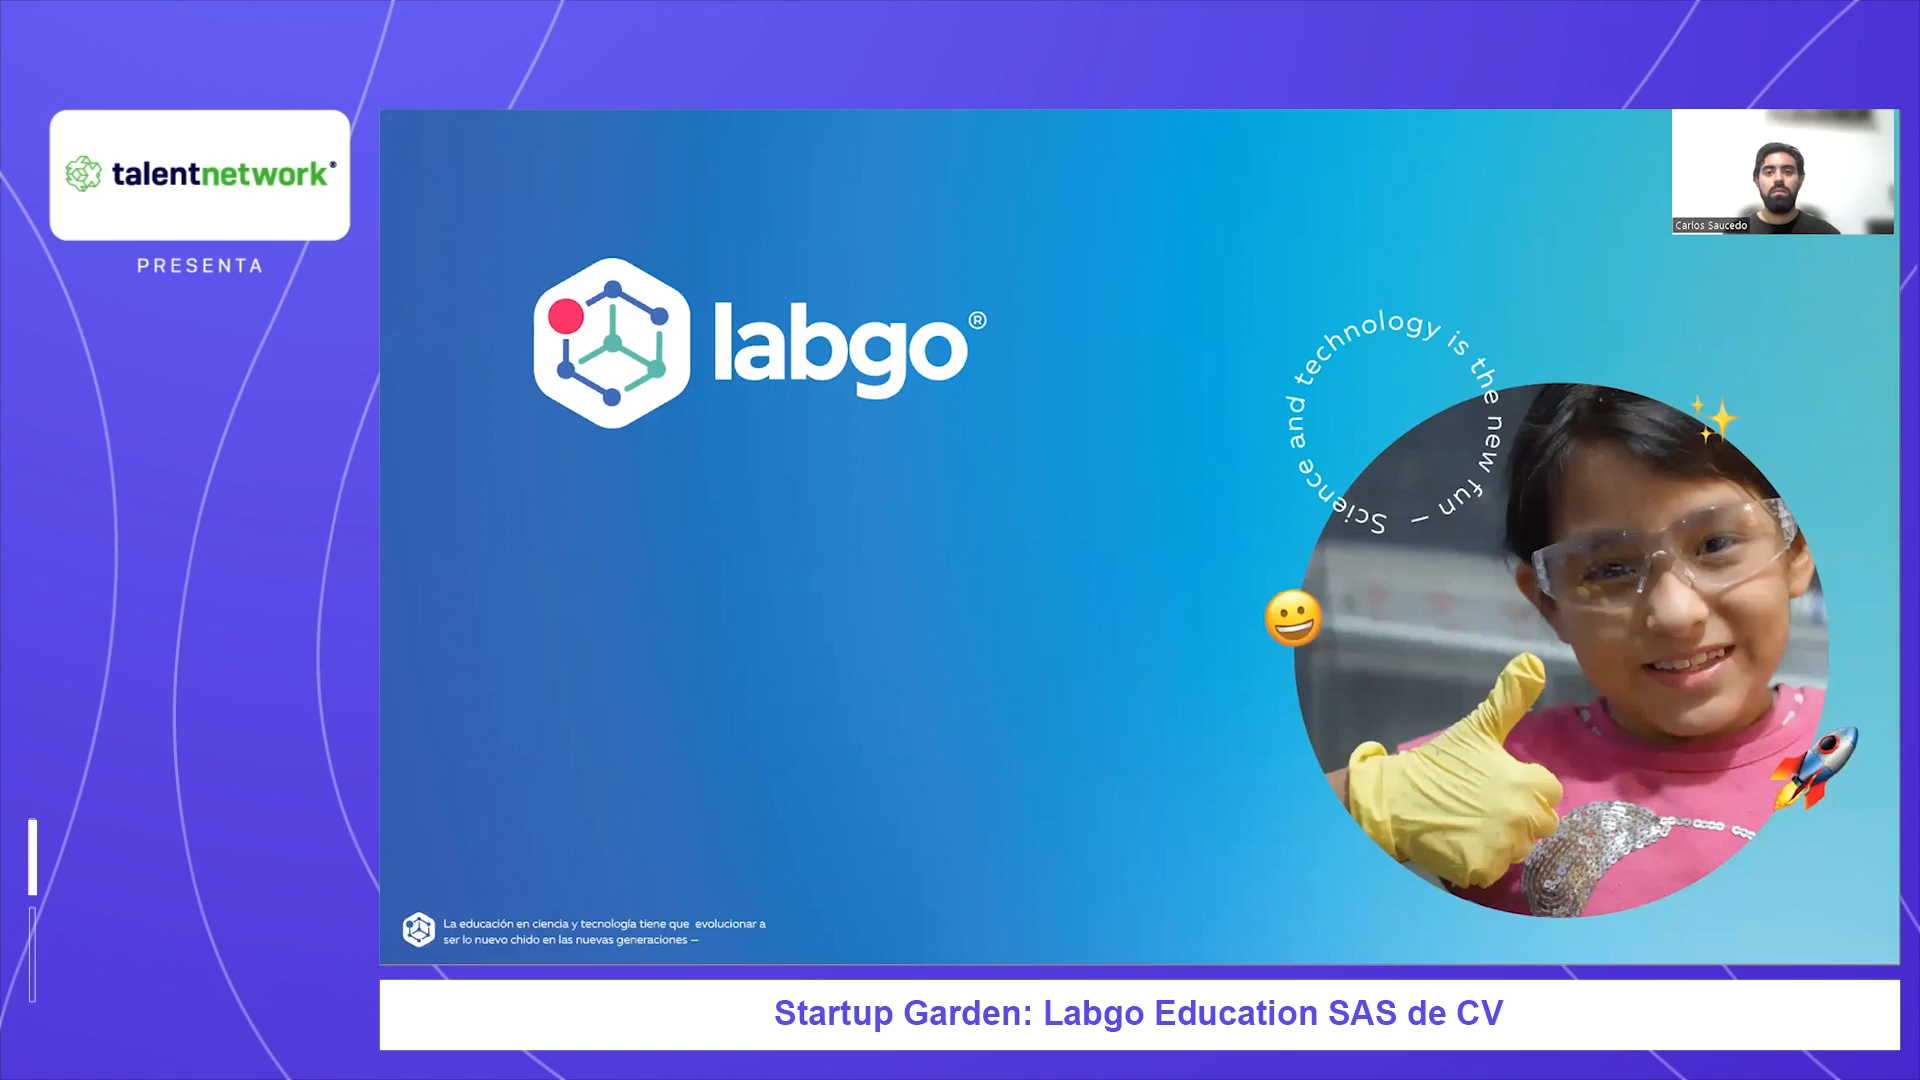 talentnetwork®
PRESENTA
Carlos Saucedo
labgo®
Science and technology is the new fun –
La educación en ciencia y tecnología tiene que evolucionar a
ser lo nuevo chido en las nuevas generaciones –
Startup Garden: Labgo Education SAS de CV